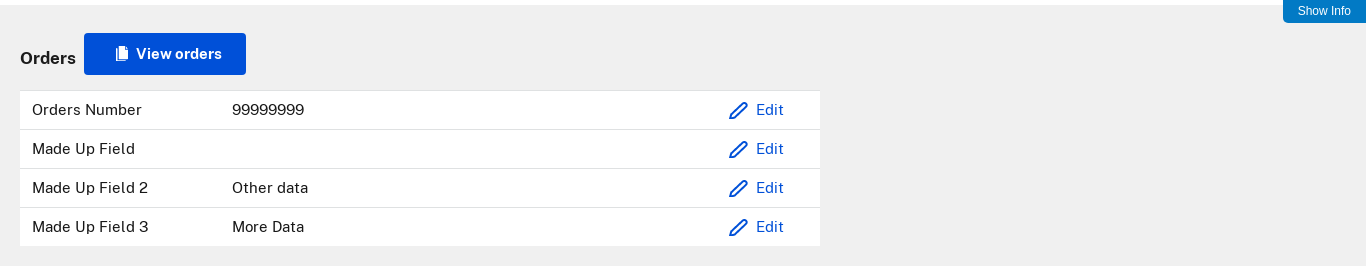 Show Info
Orders View orders
Orders Number 99999999 Edit
Made Up Field Edit
Made Up Field 2 Other data Edit
Made Up Field 3 More Data Edit